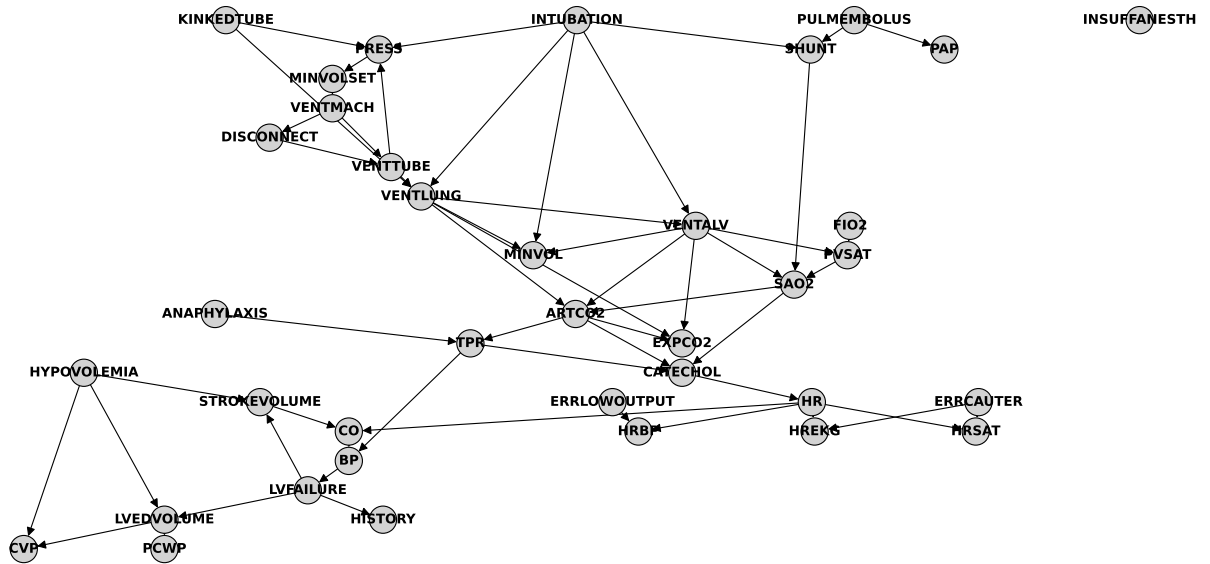 KINKEDTUBE
INTUBATION
PULMEMBOLUS
INSUFFANESTH
PRESS
SHUNT
PAP
MINVOLSET
VENTMACH
DISCONNECT
VENTTUBE
VENTLUNG
VENTALV
FIO2
MINVOL
PVSAT
SAO2
ANAPHYLAXIS
ARTCO2
TPR
EXPCO2
HYPOVOLEMIA
CATECHOL
STROKEVOLUME
ERRLOWOUTPUT
HR
ERRCAUTER
CO
HRBP
HREKG
HRSAT
BP
LVFAILURE
LVEDVOLUME
HISTORY
CVP
PCWP